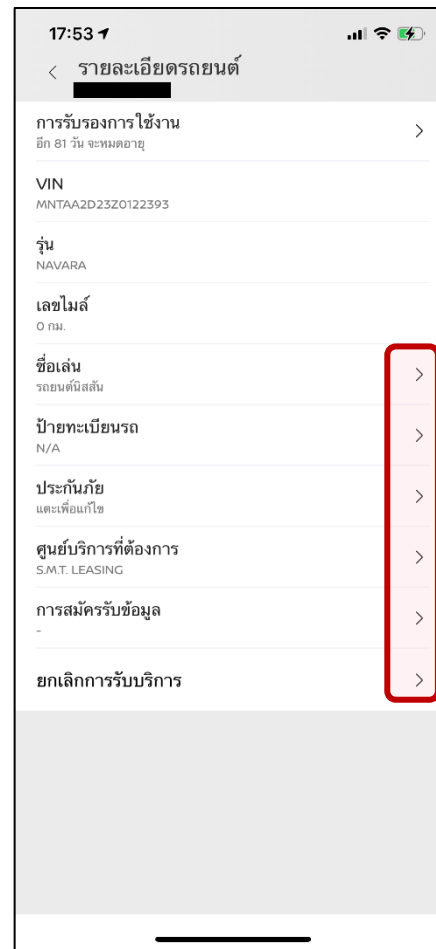 17:53
รายละเอียดรถยนต์
การรับรองการใช้งาน
อีก 81 วัน จะหมดอายุ
VIN
MNTAA2D23Z0122393
รุ่น
NAVARA
เลขไมล์
0 กม.
ชื่อเล่น
รถยนต์นิสสัน
ป้ายทะเบียนรถ
N/A
ประกันภัย
แตะเพื่อแก้ไข
ศูนย์บริการที่ต้องการ
S.M.T. LEASING
การสมัครรับข้อมูล
-
ยกเลิกการรับบริการ